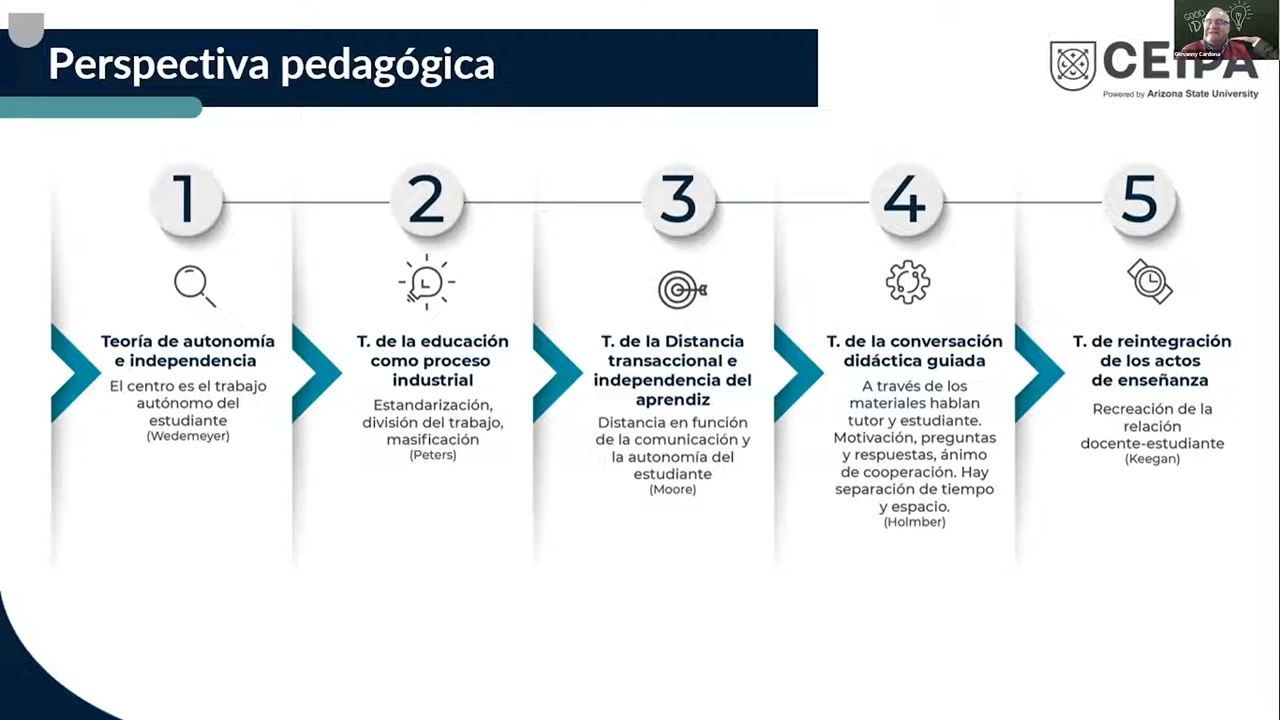 Perspectiva pedagógica
GOOD
Giovanny Cardona
CEIPA
Powered by Arizona State University
1
2
3
4
5
Teoría de autonomía
e independencia
El centro es el trabajo
autónomo del
estudiante
(Wedemeyer)
T. de la educación
como proceso
industrial
Estandarización,
división del trabajo,
masificación
(Peters)
T. de la Distancia
transaccional e
independencia del
aprendiz
Distancia en función
de la comunicación y
la autonomía del
estudiante
(Moore)
T. de la conversación
didáctica guiada
A través de los
materiales hablan
tutor y estudiante.
Motivación, preguntas
y respuestas, ánimo
de cooperación. Hay
separación de tiempo
y espacio.
(Holmber)
T. de reintegración
de los actos
de enseñanza
Recreación de la
relación
docente-estudiante
(Keegan)